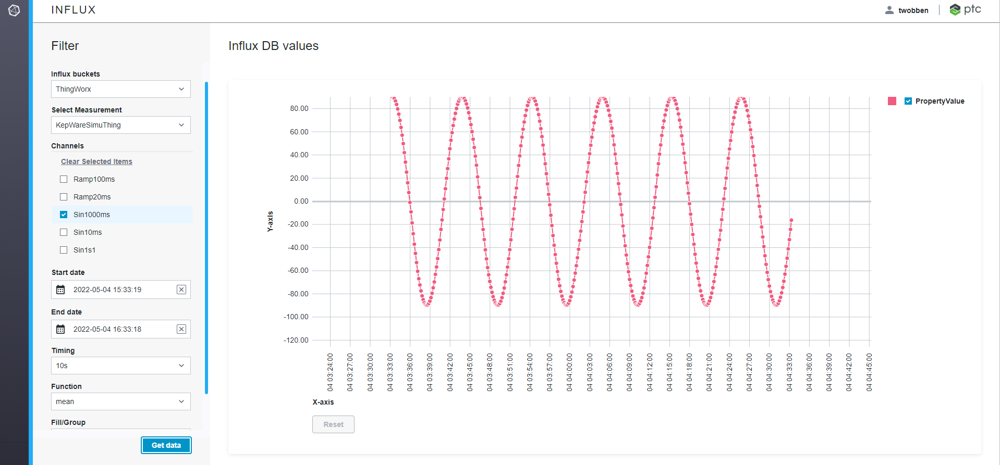 INFLUX
twobben
ptc
Filter
Influx buckets
ThingWorx
Select Measurement
KepWareSimuThing
Channels
Clear Selected Items
Ramp100ms
Ramp20ms
Sin1000ms
Sin10ms
Sin1s1
Start date
2022-05-04 15:33:19
End date
2022-05-04 16:33:18
Timing
10s
Function
mean
Fill/Group
Get data
Influx DB values
PropertyValue
80.00
60.00
40.00
20.00
0.00
-20.00
-40.00
-60.00
-80.00
-100.00
-120.00
Y-axis
04 03:24:00
04 03:27:00
04 03:30:00
04 03:33:00
04 03:36:00
04 03:39:00
04 03:42:00
04 03:45:00
04 03:48:00
04 03:51:00
04 03:54:00
04 03:57:00
04 04:00:00
04 04:03:00
04 04:06:00
04 04:09:00
04 04:12:00
04 04:15:00
04 04:18:00
04 04:21:00
04 04:24:00
04 04:27:00
04 04:30:00
04 04:33:00
04 04:36:00
04 04:39:00
04 04:42:00
04 04:45:00
X-axis
Reset